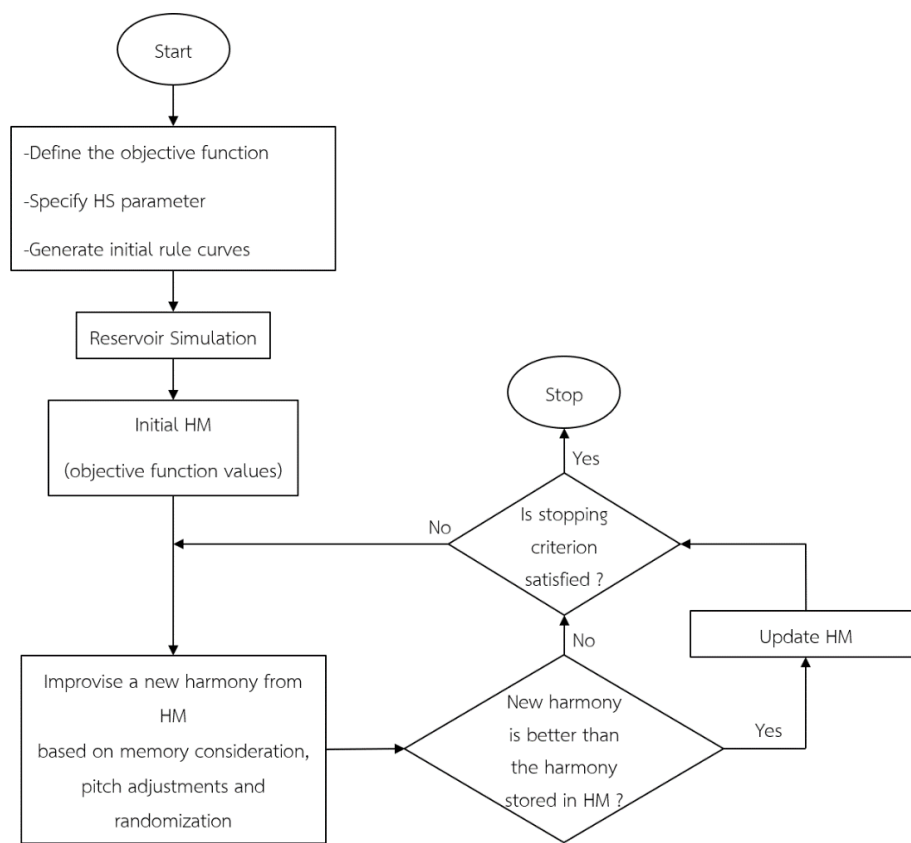 Start
-Define the objective function
-Specify HS parameter
-Generate initial rule curves
Reservoir Simulation
Initial HM
(objective function values)
Stop
Yes
No
Is stopping
criterion
satisfied ?
Update HM
No
Improvise a new harmony from
HM
based on memory consideration,
pitch adjustments and
randomization
New harmony
is better than
the harmony
stored in HM ?
Yes